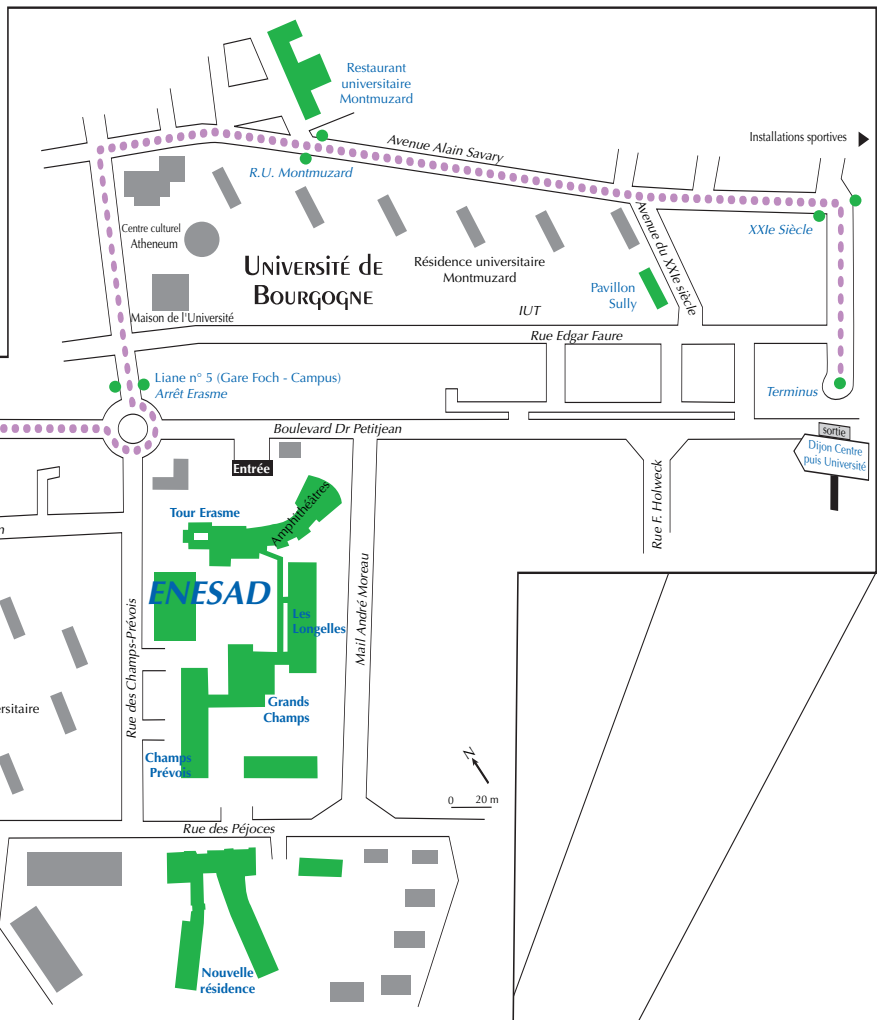 Restaurant
universitaire
Montmuzard
Avenue Alain Savary
Installations sportives
R.U. Montmuzard
Centre culturel
Atheneum
Avenue du XXIe siècle
XXIe Siècle
UNIVERSITÉ de
BOURGOGNE
Résidence universitaire
Montmuzard
Pavillon
Sully
Maison de l'Université
IUT
Rue Edgar Faure
Liane n° 5 (Gare Foch - Campus)
Arrêt Erasme
Terminus
Boulevard Dr Petitjean
sortie
Dijon Centre
puis Université
Entrée
Rue F. Holweck
Tour Erasme
Amphithéâtres
n
ENESAD
Les
Longelles
Mail André Moreau
Rue des Champs-Prévois
ersitaire
Grands
Champs
Champs
Prévois
N
0 20 m
Rue des Péjoces
Nouvelle
résidence